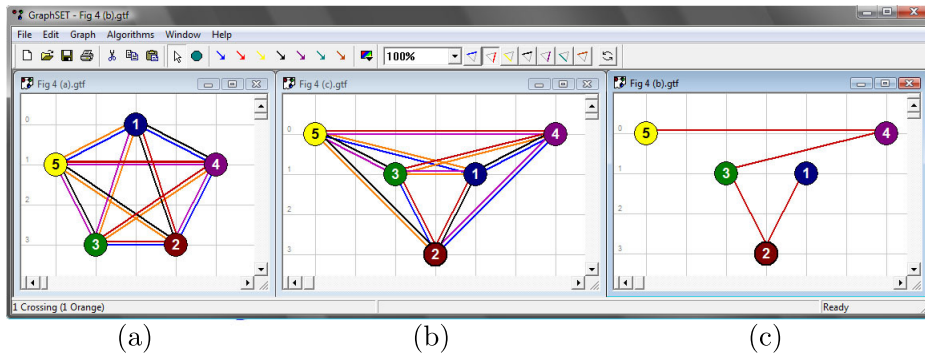 GraphSET - Fig 4 (b).gtf
File Edit Graph Algorithms Window Help
100%
Fig 4 (a).gtf
Fig 4 (c).gtf
Fig 4 (b).gtf
0
1
2
3
1
5
4
3
2
0
1
2
3
5
4
3
1
2
0
1
2
3
5
4
3
1
2
1 Crossing (1 Orange)
Ready
(a)
(b)
(c)